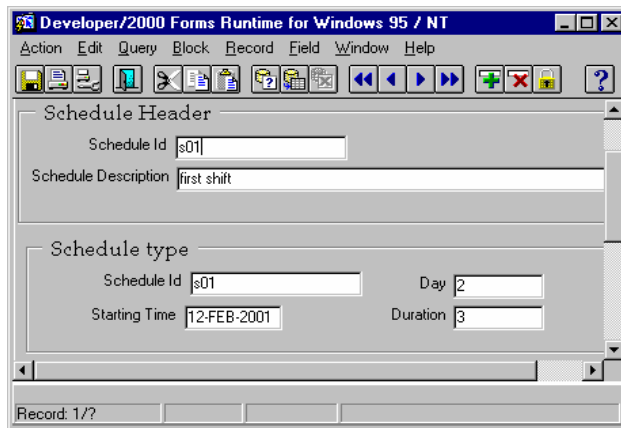 Developer/2000 Forms Runtime for Windows 95 / NT
Action Edit Query Block Record Field Window Help
Schedule Header
Schedule Id s01
Schedule Description first shift
Schedule type
Schedule Id s01 Day 2
Starting Time 12-FEB-2001 Duration 3
Record: 1/?